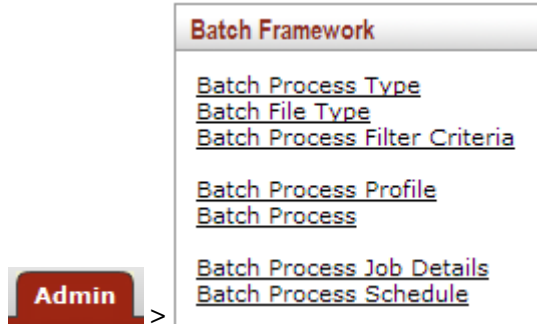 Batch Framework
Batch Process Type
Batch File Type
Batch Process Filter Criteria
Batch Process Profile
Batch Process
Batch Process Job Details
Batch Process Schedule
Admin >